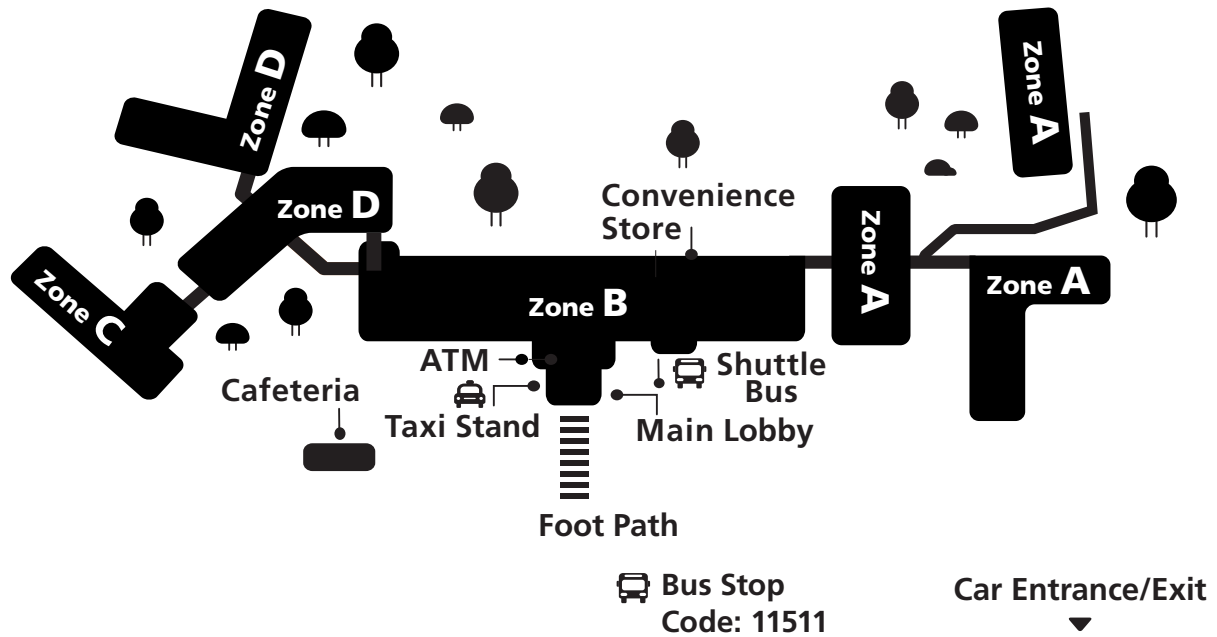 Zone D
Zone A
Zone D
Convenience
Store
Zone A
Zone C
Zone B
Zone A
ATM
Shuttle
Bus
Cafeteria
Taxi Stand
Main Lobby
Foot Path
Bus Stop
Code: 11511
Car Entrance/Exit